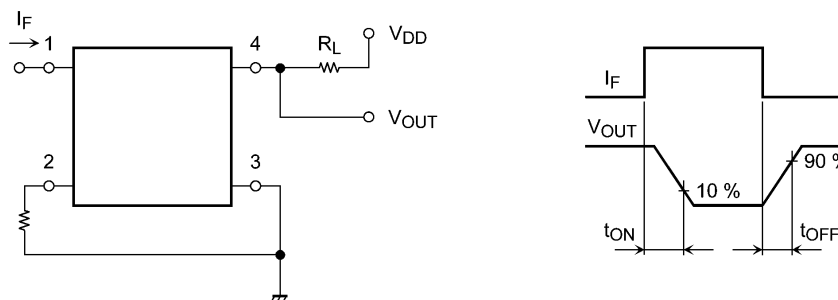 I_F
1
4
R_L
V_DD
V_OUT
2
3
I_F
V_OUT
10 %
90 %
t_ON
t_OFF